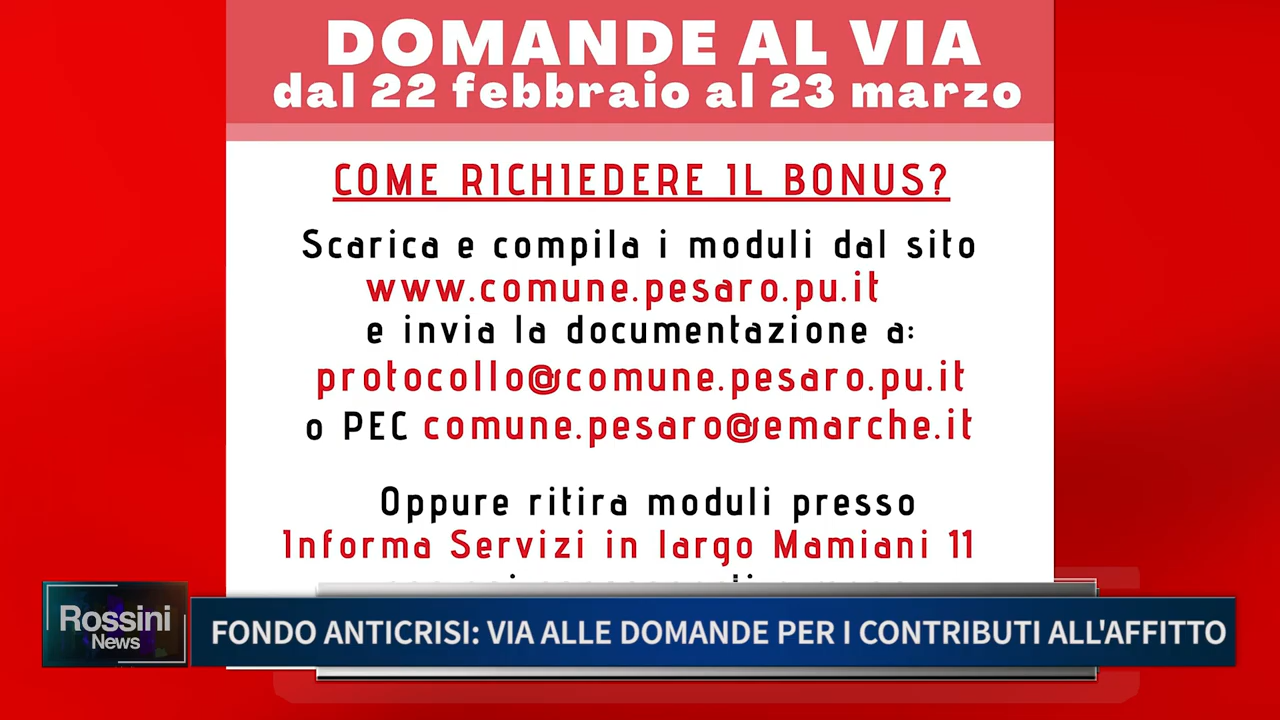 DOMANDE AL VIA
dal 22 febbraio al 23 marzo
COME RICHIEDERE IL BONUS?
Scarica e compila i moduli dal sito
www.comune.pesaro.pu.it
e invia la documentazione a:
protocollo@comune.pesaro.pu.it
o PEC comune.pesaro@emarche.it
Oppure ritira moduli presso
Informa Servizi in largo Mamiani 11
Rossini
News
FONDO ANTICRISI: VIA ALLE DOMANDE PER I CONTRIBUTI ALL'AFFITTO